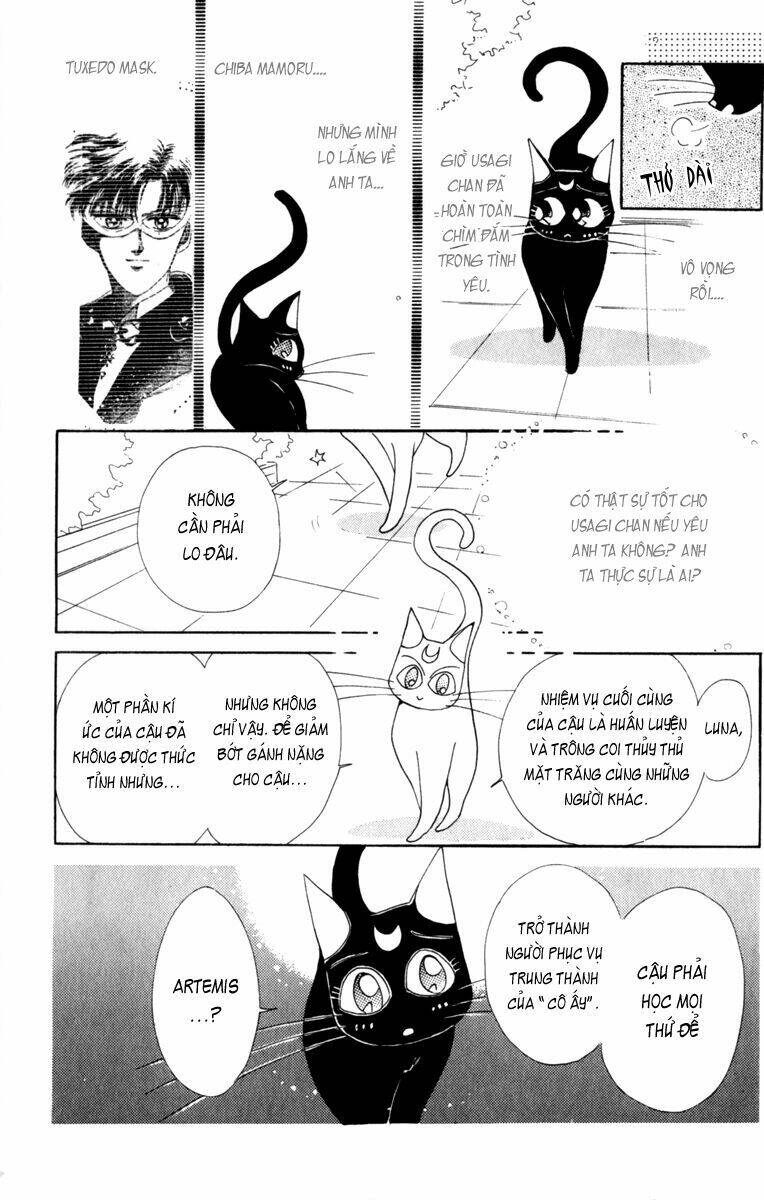 THỞ DÀI
VÔ VỌNG
RỒI....
GIỜ USAGI
CHAN ĐÃ
HOÀN TOÀN
CHÌM ĐẮM
TRONG TÌNH
YÊU.
NHƯNG MÌNH
LO LẮNG VỀ
ANH TA...
CHIBA MAMORU....
TUXEDO MASK.
CÓ THẬT SỰ TỐT CHO
USAGI CHAN NẾU YÊU
ANH TA KHÔNG? ANH
TA THỰC SỰ LÀ AI?
KHÔNG
CẦN PHẢI
LO ĐÂU.
LUNA,
NHIỆM VỤ CUỐI CÙNG
CỦA CẬU LÀ HUẤN LUYỆN
VÀ TRÔNG COI THỦY THỦ
MẶT TRĂNG CÙNG NHỮNG
NGƯỜI KHÁC.
NHƯNG KHÔNG
CHỈ VẬY. ĐỂ GIẢM
BỚT GÁNH NẶNG
CHO CẬU...
MỘT PHẦN KÍ
ỨC CỦA CẬU ĐÃ
KHÔNG ĐƯỢC THỨC
TỈNH NHƯNG...
CẬU PHẢI
HỌC MỌI
THỨ ĐỂ
TRỞ THÀNH
NGƯỜI PHỤC VỤ
TRUNG THÀNH
CỦA " CÔ ẤY".
ARTEMIS
...?